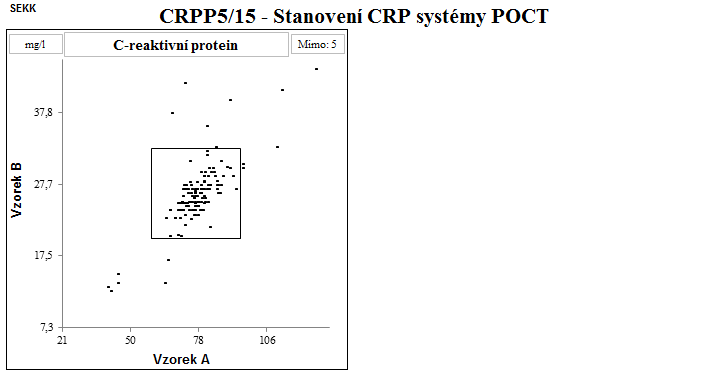 SEKK
CRPP5/15 - Stanovení CRP systémy POCT
mg/l
C-reaktivní protein
Mimo: 5
37,8
27,7
17,5
7,3
Vzorek B
21
50
78
106
Vzorek A